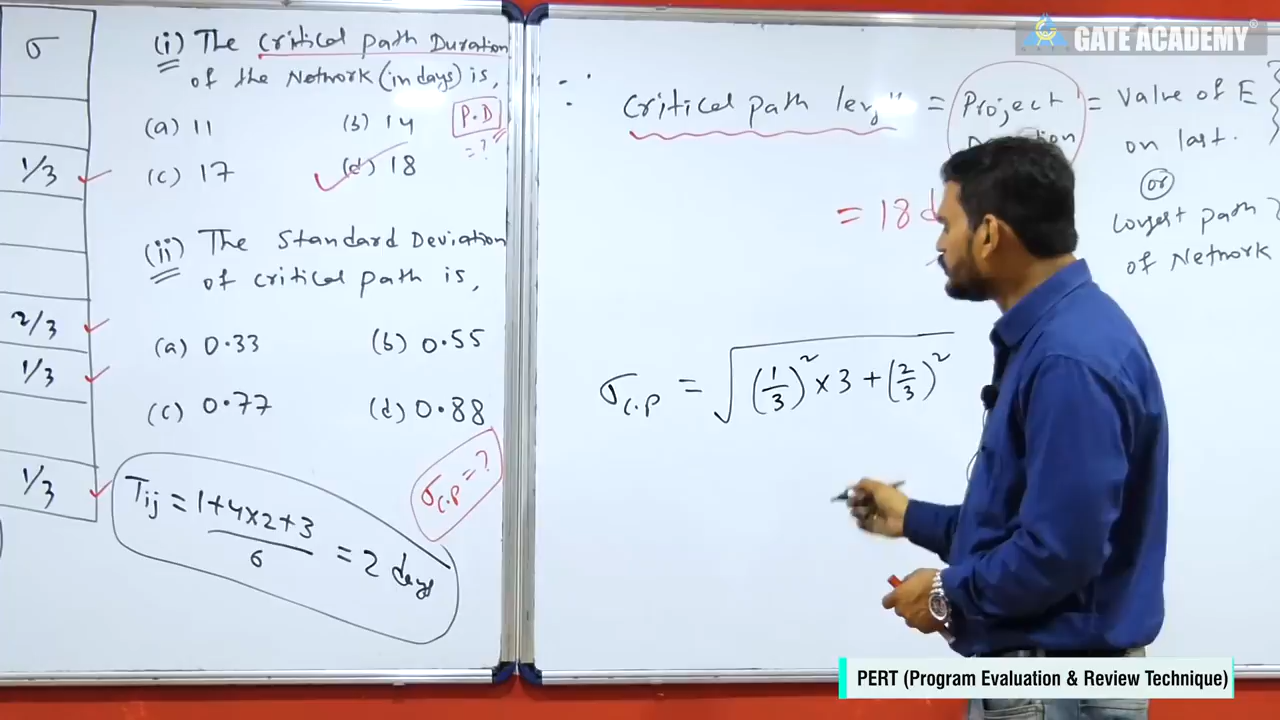 σ
1/3
2/3
1/3
1/3
(i) The critical path Duration
of the Network (in days) is,
(a) 11 (b) 14
(c) 17 (d) 18
P.D
= ?
(ii) The Standard Deviation
of critical path is,
(a) 0.33 (b) 0.55
(c) 0.77 (d) 0.88
σc.p = ?
Tij = 1+4×2+3 / 6 = 2 days
GATE ACADEMY
∵ Critical path = Project = Value of E
on last.
or
= 18
longest path
of Network
σc.p = √(1/3)² × 3 + (2/3)²
PERT (Program Evaluation & Review Technique)